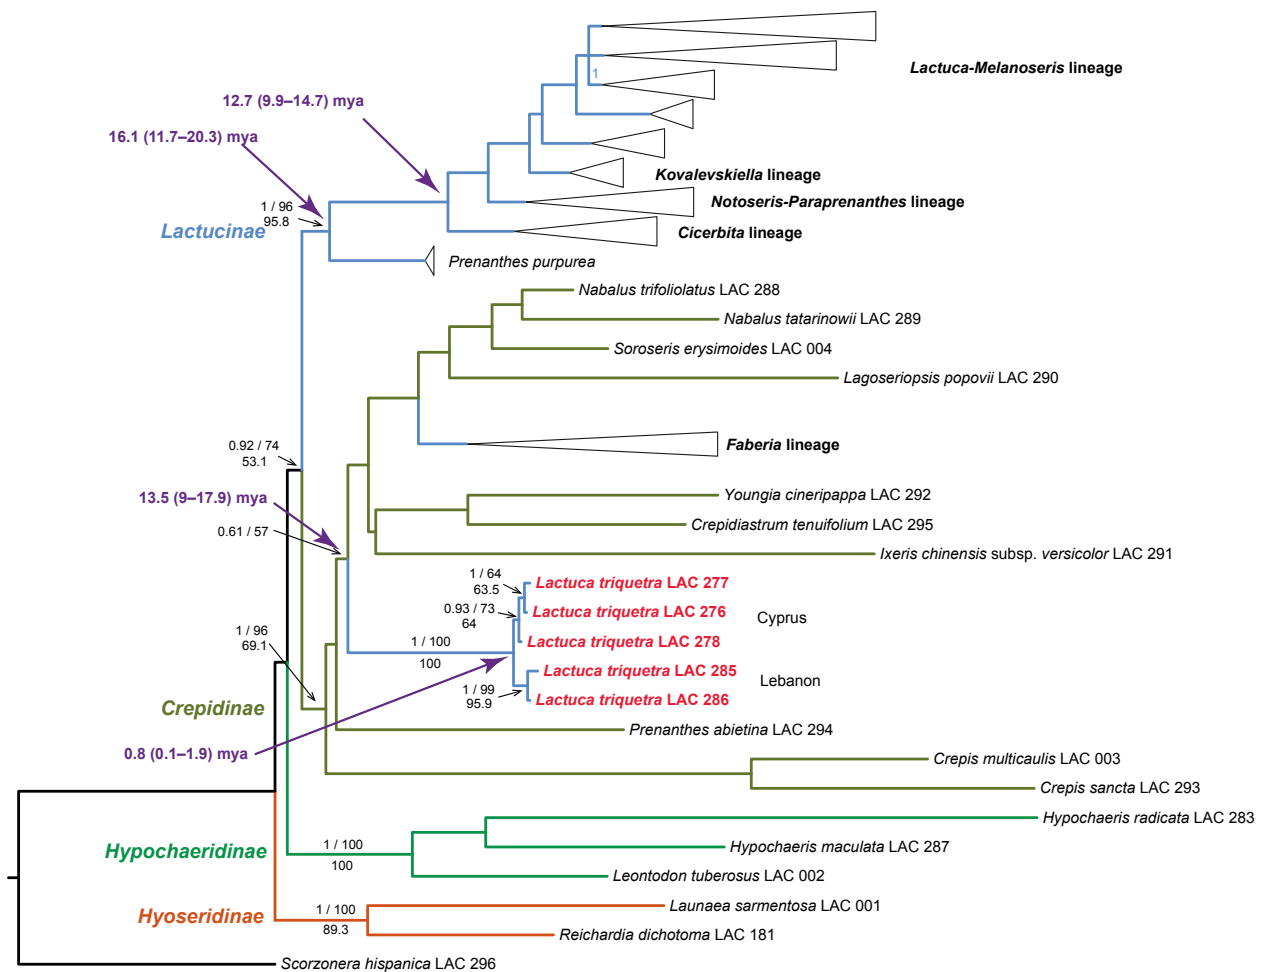 1
Lactuca-Melanoseris lineage
12.7 (9.9–14.7) mya
16.1 (11.7–20.3) mya
Kovalevskiella lineage
Notoseris-Paraprenanthes lineage
1 / 96
95.8
Lactucinae
Cicerbita lineage
Prenanthes purpurea
Nabalus trifoliolatus LAC 288
Nabalus tatarinowii LAC 289
Soroseris erysimoides LAC 004
Lagoseriopsis popovii LAC 290
Faberia lineage
0.92 / 74
53.1
13.5 (9–17.9) mya
Youngia cineripappa LAC 292
0.61 / 57
Crepidiastrum tenuifolium LAC 295
Ixeris chinensis subsp. versicolor LAC 291
1 / 64
63.5
Lactuca triquetra LAC 277
0.93 / 73
64
Lactuca triquetra LAC 276
Cyprus
1 / 96
69.1
1 / 100
100
Lactuca triquetra LAC 278
Lactuca triquetra LAC 285
Lebanon
1 / 99
95.9
Lactuca triquetra LAC 286
Crepidinae
Prenanthes abietina LAC 294
0.8 (0.1–1.9) mya
Crepis multicaulis LAC 003
Crepis sancta LAC 293
Hypochaeris radicata LAC 283
Hypochaeridinae
1 / 100
100
Hypochaeris maculata LAC 287
Leontodon tuberosus LAC 002
Hyoseridinae
1 / 100
89.3
Launaea sarmentosa LAC 001
Reichardia dichotoma LAC 181
Scorzonera hispanica LAC 296